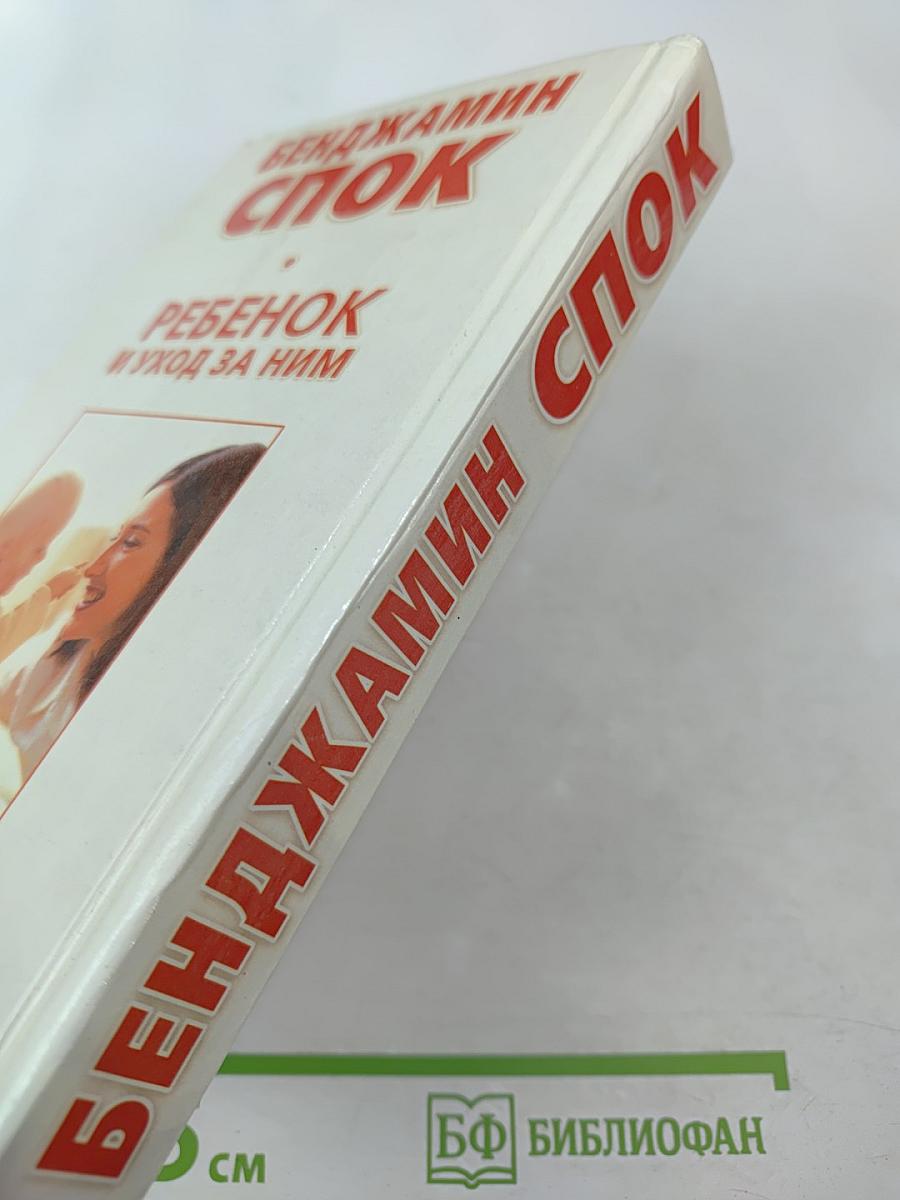 БЕНДЖАМИН
СПОК
•
РЕБЕНОК
И УХОД ЗА НИМ
БЕНДЖАМИН СПОК
СМ
БФ БИБЛИОФАН